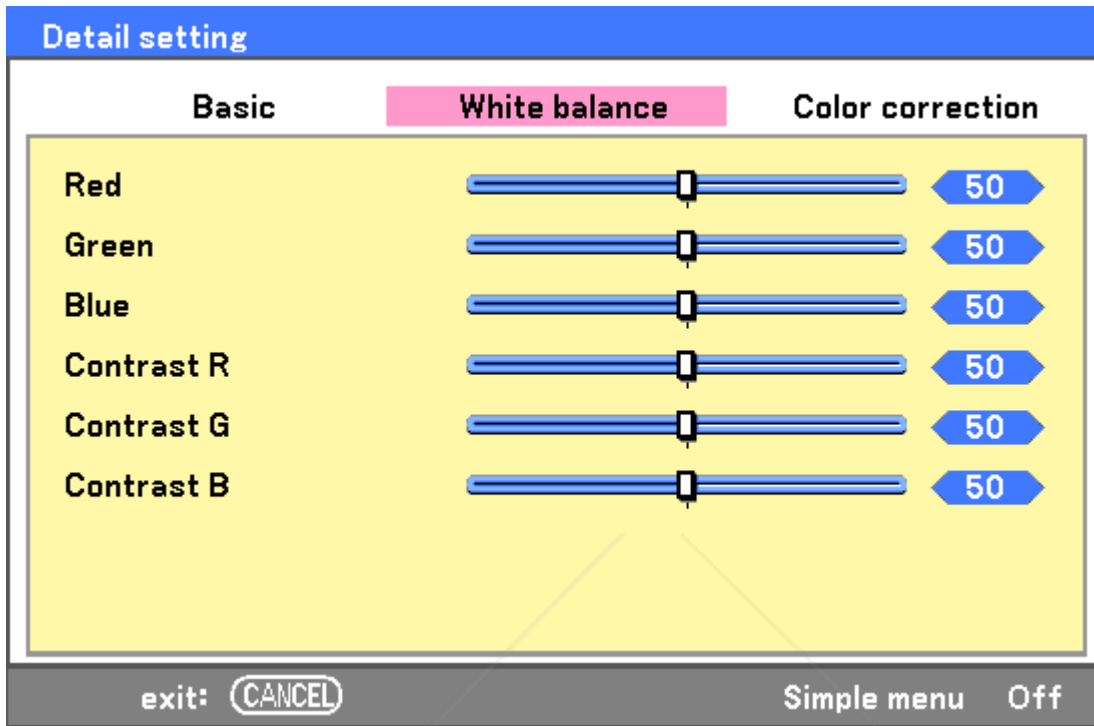 Detail setting
Basic White balance Color correction
Red 50
Green 50
Blue 50
Contrast R 50
Contrast G 50
Contrast B 50
exit: CANCEL Simple menu Off